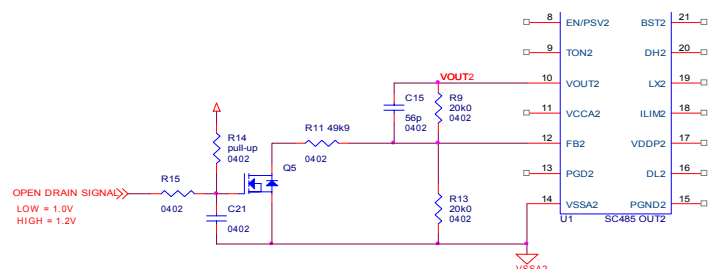 8 EN/PSV2 BST2 21
9 TON2 DH2 20
VOUT2 10 VOUT2 LX2 19
C15
56p
0402
R9
20k0
0402
11 VCCA2 ILIM2 18
R14
pull-up
0402
R11 49k9
0402
12 FB2 VDDP2 17
Q5
13 PGD2 DL2 16
R15
0402
OPEN DRAIN SIGNAL
LOW = 1.0V
HIGH = 1.2V
C21
0402
R13
20k0
0402
14 VSSA2 PGND2 15
U1 SC485 OUT2
VSSA2